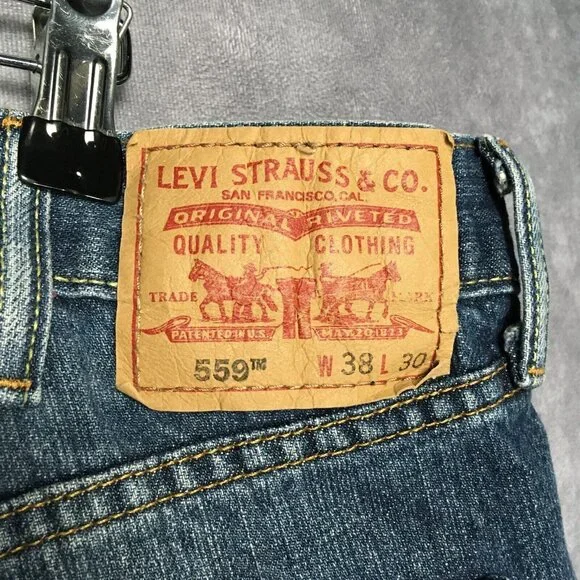 LEVI STRAUSS & CO.
SAN FRANCISCO, CAL.
ORIGINAL RIVETED
QUALITY CLOTHING
TRADE MARK
PATENTED IN U.S. MAY 20 1873
559™ W 38 L 30